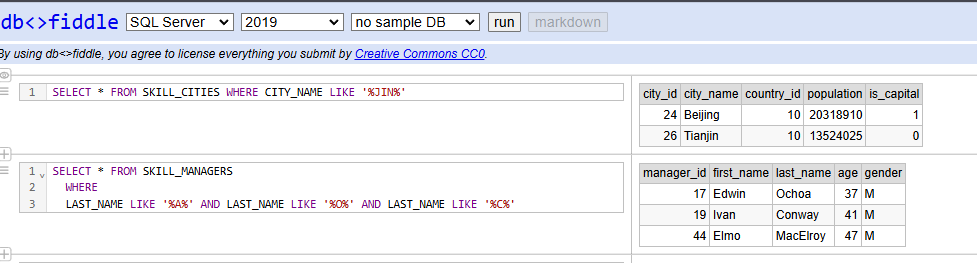 db<>fiddle SQL Server 2019 no sample DB run markdown
By using db<>fiddle, you agree to license everything you submit by Creative Commons CC0.
1 SELECT * FROM SKILL_CITIES WHERE CITY_NAME LIKE '%JIN%'
city_id city_name country_id population is_capital
24 Beijing 10 20318910 1
26 Tianjin 10 13524025 0
1 SELECT * FROM SKILL_MANAGERS
2 WHERE
3 LAST_NAME LIKE '%A%' AND LAST_NAME LIKE '%O%' AND LAST_NAME LIKE '%C%'
manager_id first_name last_name age gender
17 Edwin Ochoa 37 M
19 Ivan Conway 41 M
44 Elmo MacElroy 47 M